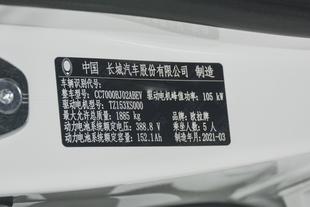 中国 长城汽车股份有限公司 制造
车辆识别代号:
整车型号: CC7000BJ02ABEV 驱动电机峰值功率: 105 kW
驱动电机型号: TZ153XS000
最大允许总质量: 1885 kg 品牌: 欧拉牌
动力电池系统额定电压: 388.8 V 乘坐人数: 5 人
动力电池系统额定容量: 152.1Ah 制造年月: 2021-03